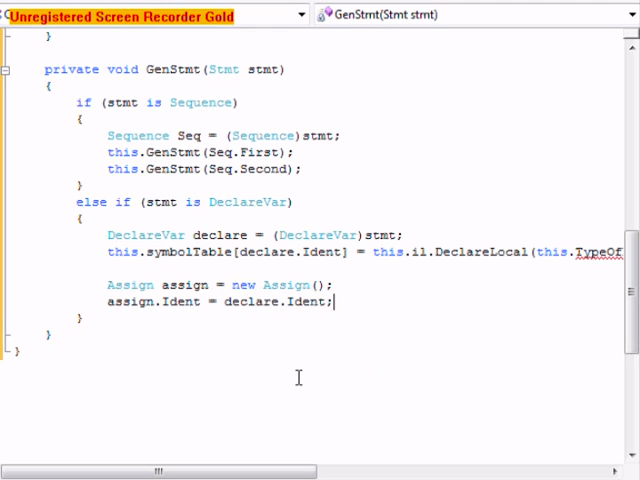 Unregistered Screen Recorder Gold
GenStmt(Stmt stmt)
}
private void GenStmt(Stmt stmt)
{
if (stmt is Sequence)
{
Sequence Seq = (Sequence)stmt;
this.GenStmt(Seq.First);
this.GenStmt(Seq.Second);
}
else if (stmt is DeclareVar)
{
DeclareVar declare = (DeclareVar)stmt;
this.symbolTable[declare.Ident] = this.il.DeclareLocal(this.TypeOf
Assign assign = new Assign();
assign.Ident = declare.Ident;
}
}
}